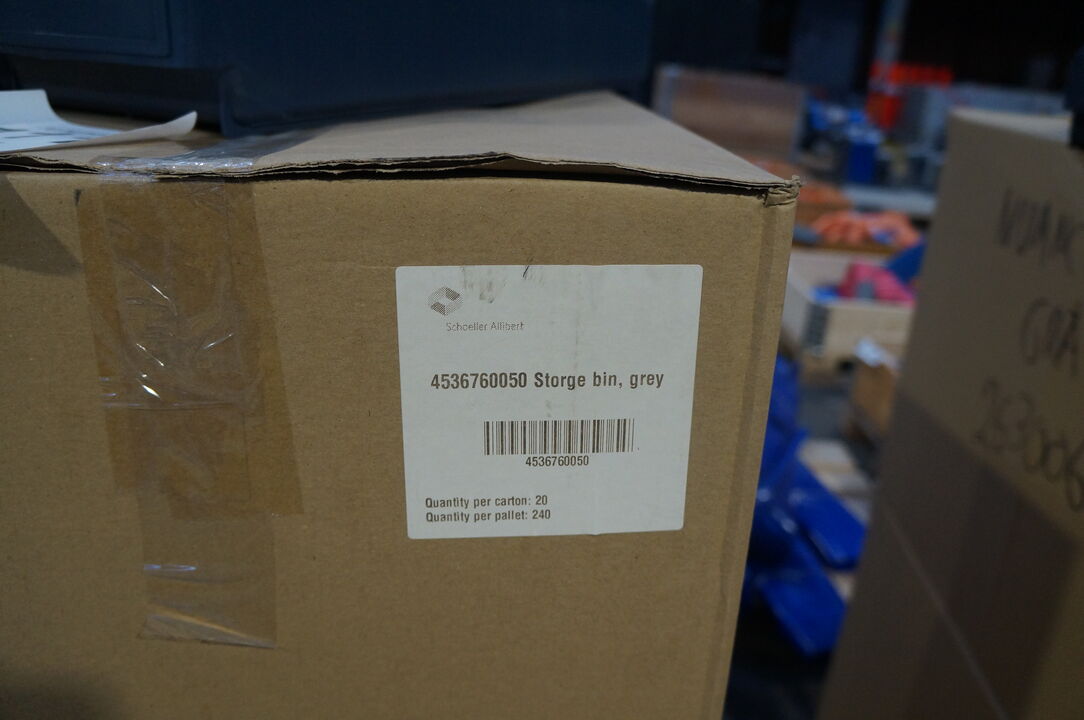 Schoeller Allibert
4536760050 Storge bin, grey
4536760050
Quantity per carton: 20
Quantity per pallet: 240